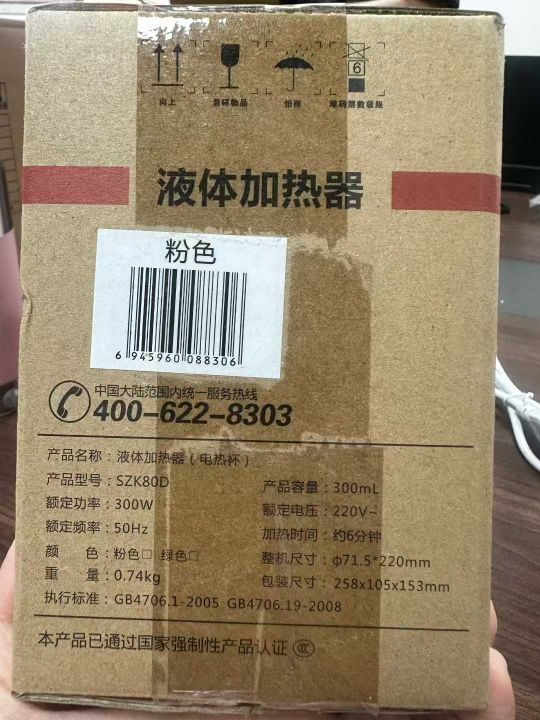 6
向上 易碎物品 怕雨 堆码层数极限
液体加热器
粉色
6 945960 088306
中国大陆范围内统一服务热线
400-622-8303
产品名称：液体加热器（电热杯）
产品型号：SZK80D 产品容量：300mL
额定功率：300W 额定电压：220V~
额定频率：50Hz 加热时间：约6分钟
颜 色：粉色□ 绿色□ 整机尺寸：φ71.5*220mm
重 量：0.74kg 包装尺寸：258x105x153mm
执行标准：GB4706.1-2005 GB4706.19-2008
本产品已通过国家强制性产品认证